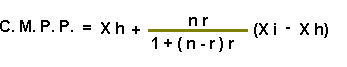 C. M. P. P. = Xh + nr / 1 + (n - r) r (Xi - Xh)